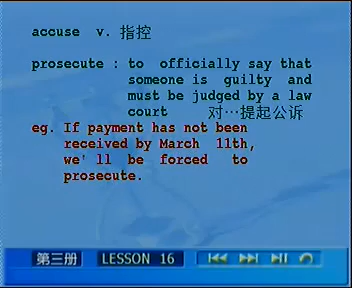 accuse v. 指控
prosecute : to officially say that
someone is guilty and
must be judged by a law
court 对…提起公诉
eg. If payment has not been
received by March 11th,
we'll be forced to
prosecute.
第三册 LESSON 16